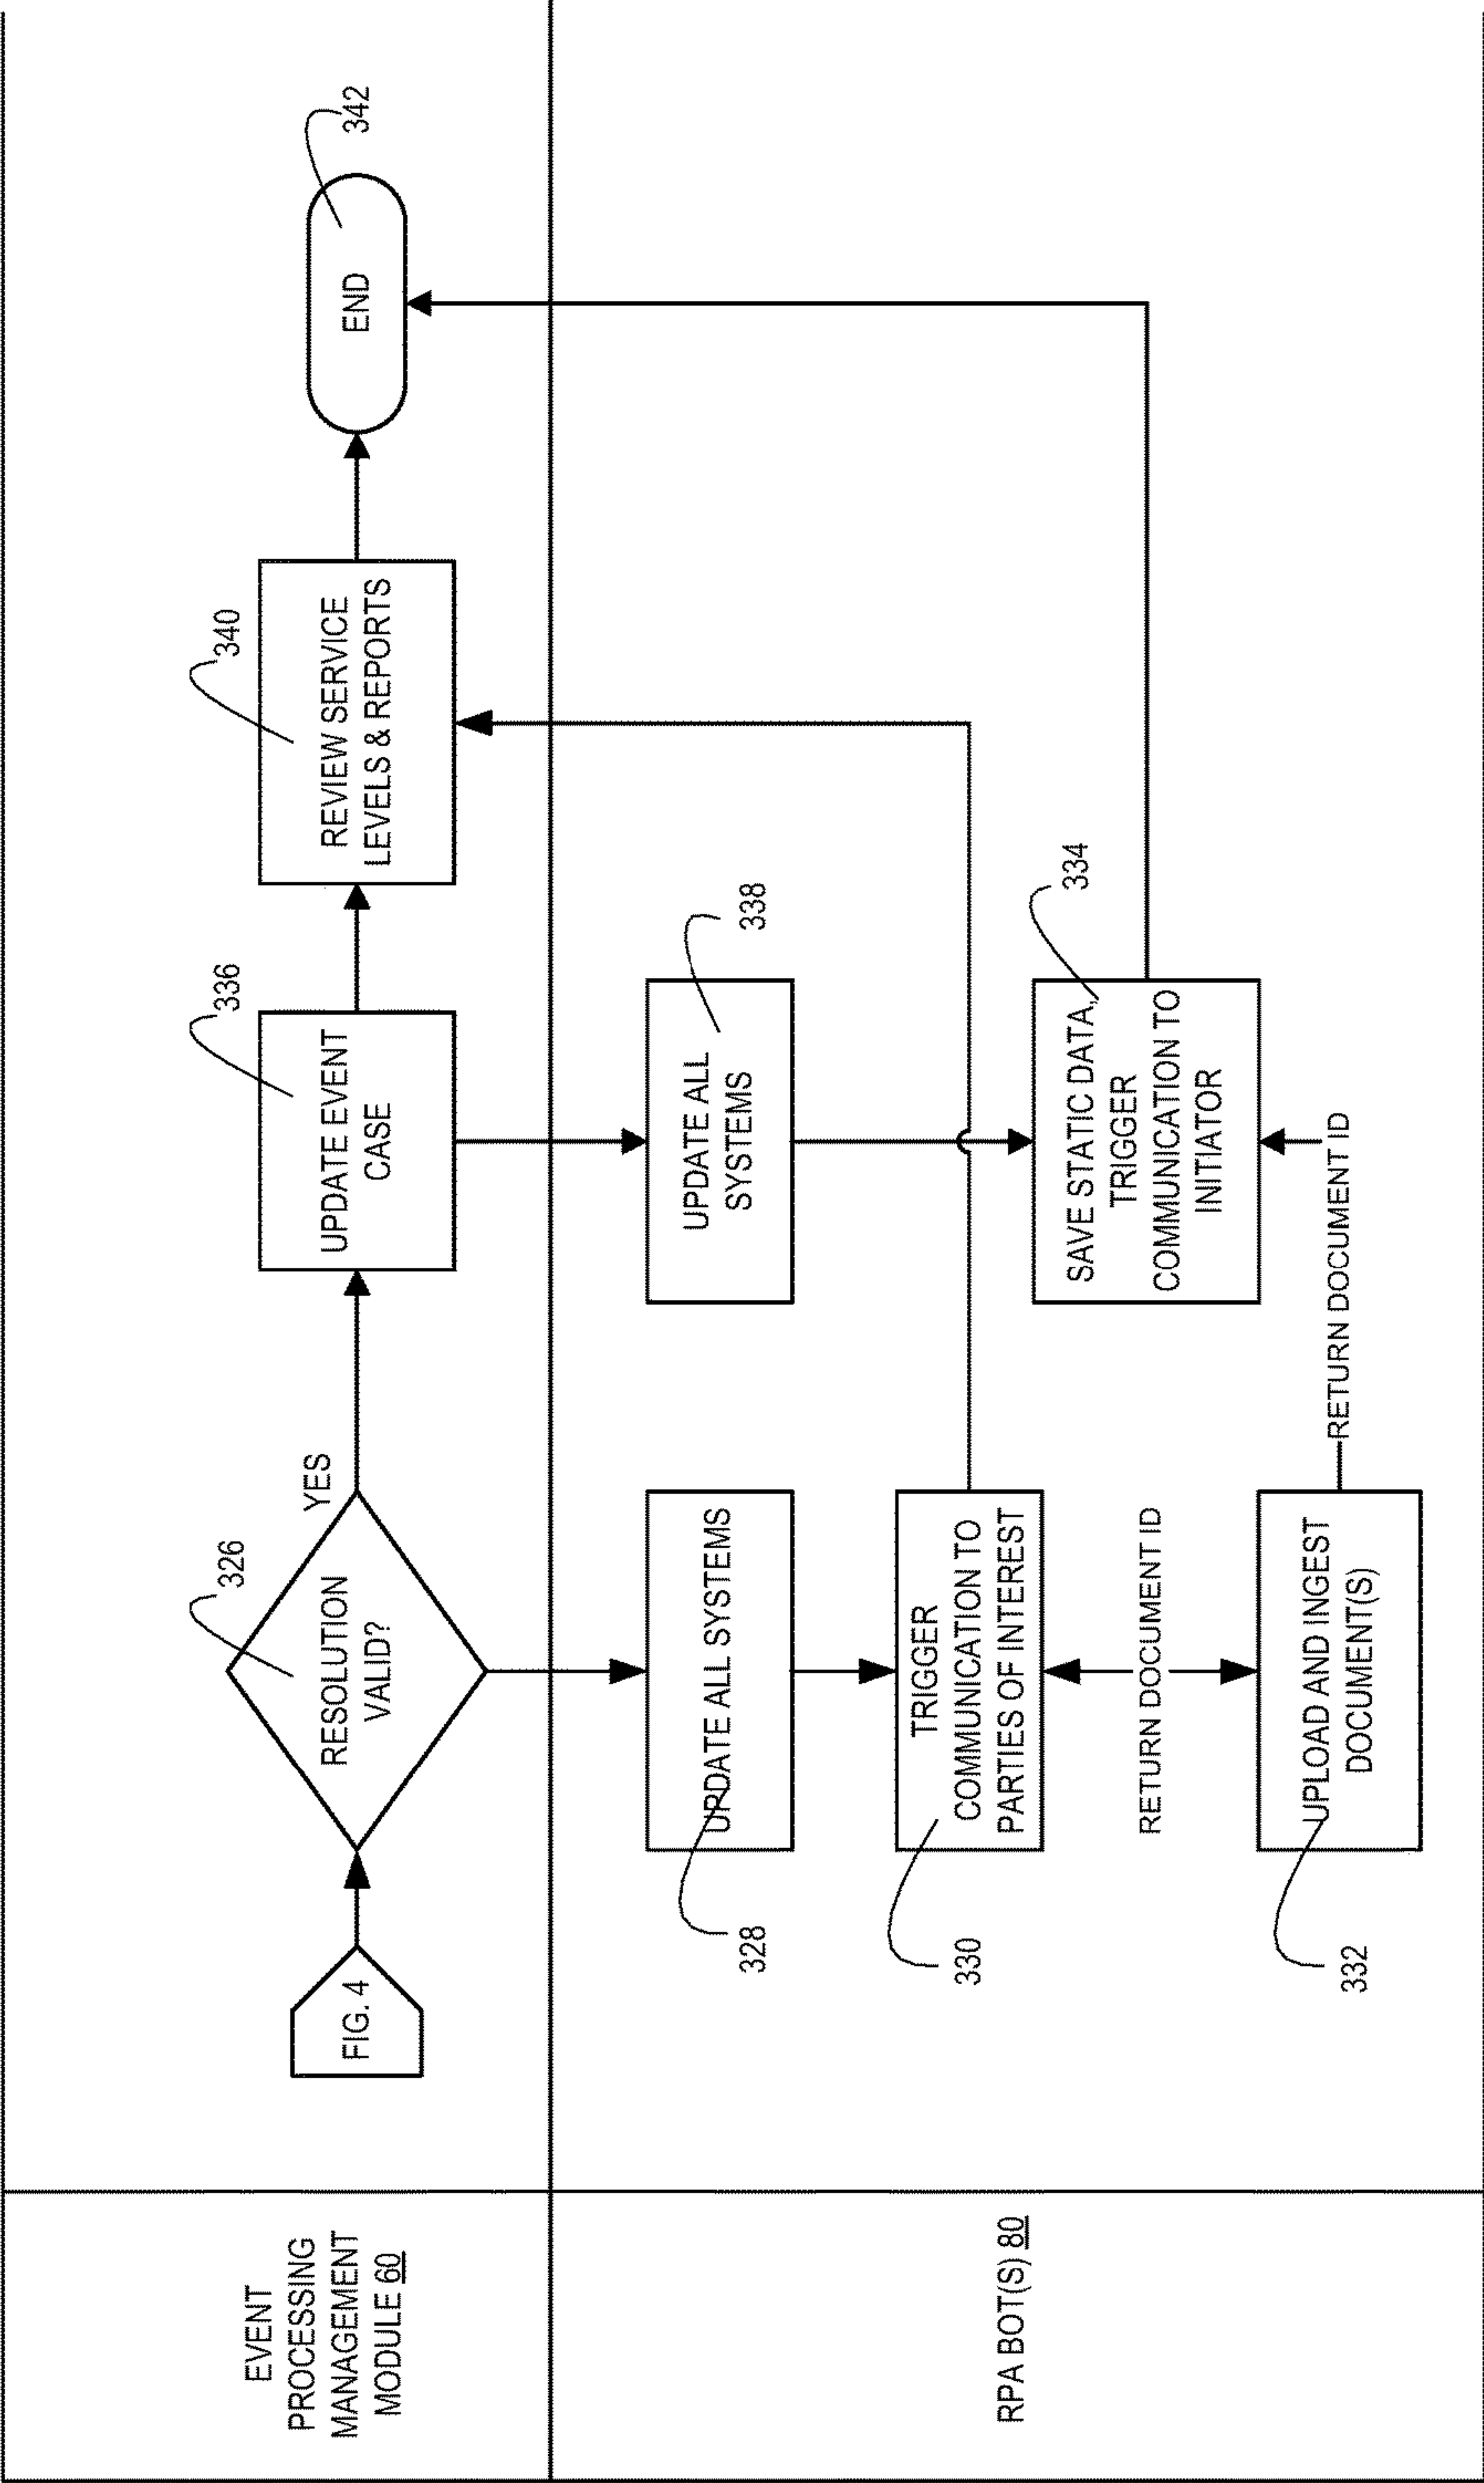 EVENT
PROCESSING
MANAGEMENT
MODULE 60
FIG. 4
326
RESOLUTION
VALID?
YES
336
UPDATE EVENT
CASE
340
REVIEW SERVICE
LEVELS & REPORTS
342
END
RPA BOT(S) 80
328
UPDATE ALL SYSTEMS
338
UPDATE ALL
SYSTEMS
330
TRIGGER
COMMUNICATION TO
PARTIES OF INTEREST
334
SAVE STATIC DATA,
TRIGGER
COMMUNICATION TO
INITIATOR
RETURN DOCUMENT ID
332
UPLOAD AND INGEST
DOCUMENT(S)
RETURN DOCUMENT ID